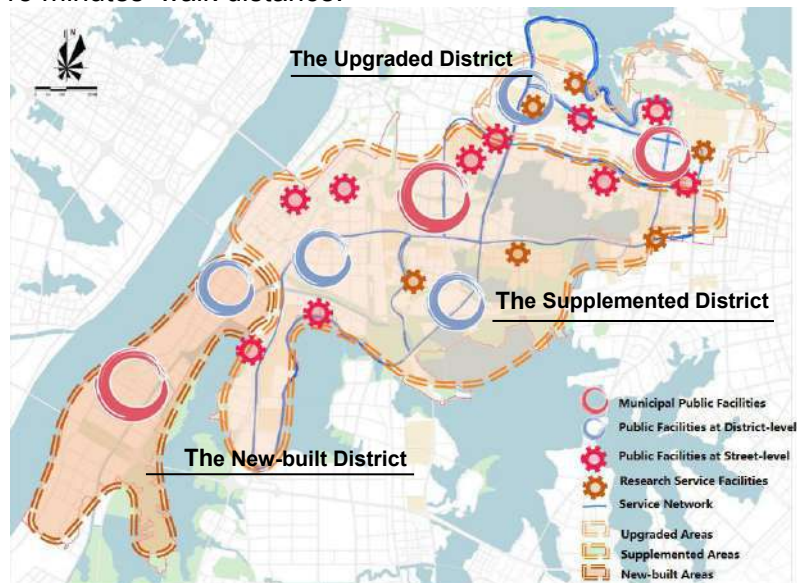 The Upgraded District
The Supplemented District
The New-built District
Municipal Public Facilities
Public Facilities at District-level
Public Facilities at Street-level
Research Service Facilities
Service Network
Upgraded Areas
Supplemented Areas
New-built Areas